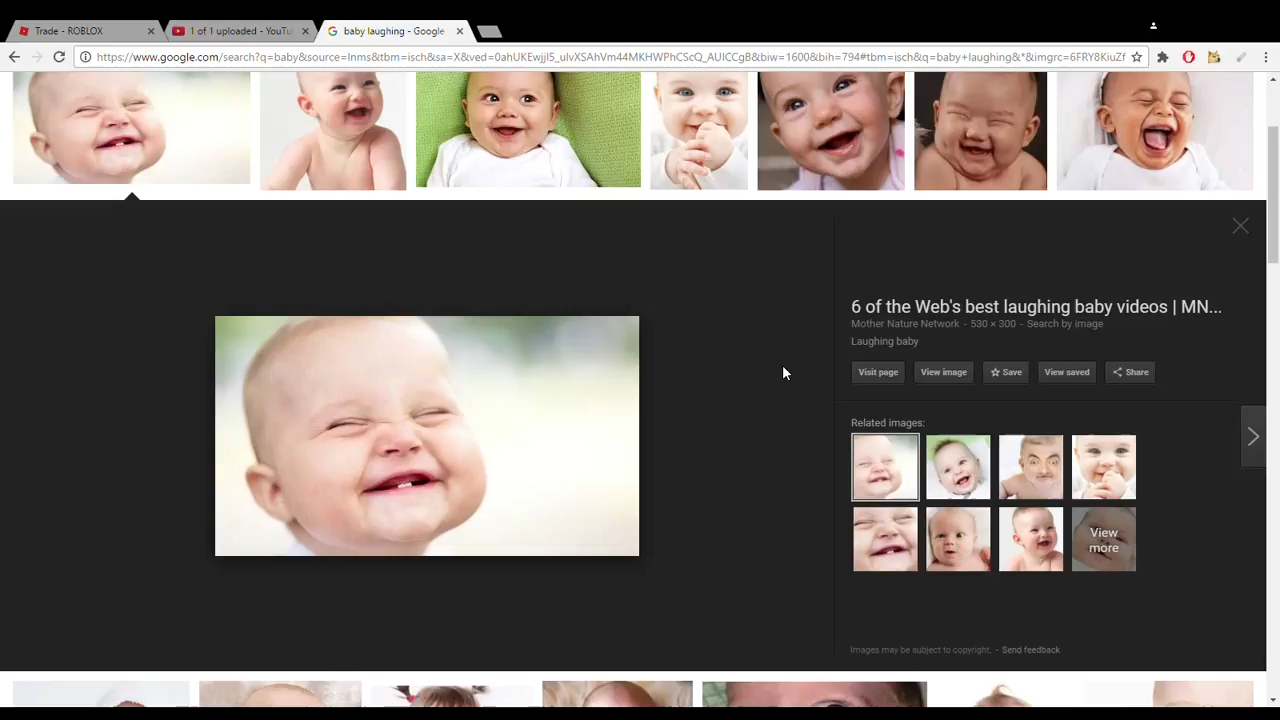 Trade - ROBLOX
1 of 1 uploaded - YouTu
baby laughing - Google
https://www.google.com/search?q=baby&source=lnms&tbm=isch&sa=X&ved=0ahUKEwjjI5_ulvXSAhVm44MKHWPhCScQ_AUICCgB&biw=1600&bih=794#tbm=isch&q=baby+laughing&*&imgrc=6FRY8KiuZf
6 of the Web's best laughing baby videos | MN...
Mother Nature Network - 530 × 300 - Search by image
Laughing baby
Visit page
View image
Save
View saved
Share
Related images:
View
more
Images may be subject to copyright. - Send feedback